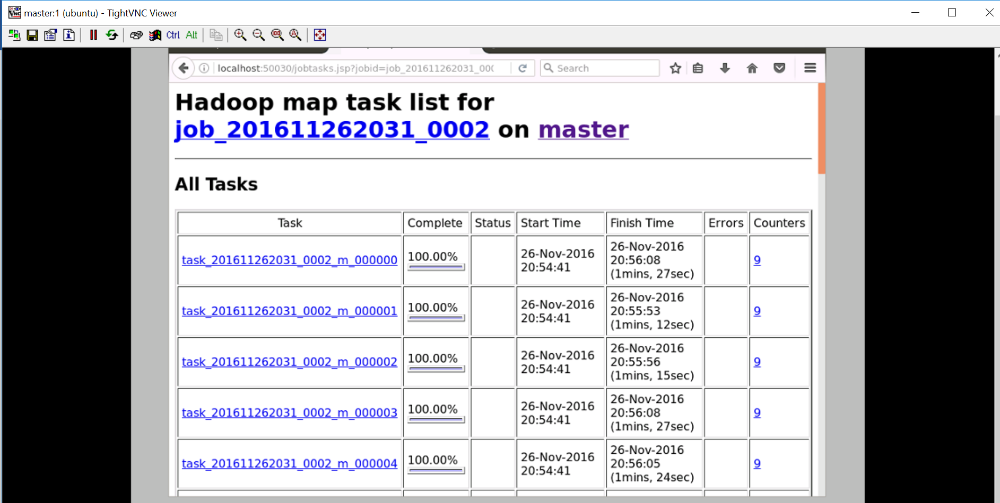 master:1 (ubuntu) - TightVNC Viewer
Ctrl Alt
localhost:50030/jobtasks.jsp?jobid=job_201611262031_00
Search
Hadoop map task list for
job_201611262031_0002 on master
All Tasks
Task Complete Status Start Time Finish Time Errors Counters
task_201611262031_0002_m_000000 100.00% 26-Nov-2016 20:54:41 26-Nov-2016 20:56:08 (1mins, 27sec) 9
task_201611262031_0002_m_000001 100.00% 26-Nov-2016 20:54:41 26-Nov-2016 20:55:53 (1mins, 12sec) 9
task_201611262031_0002_m_000002 100.00% 26-Nov-2016 20:54:41 26-Nov-2016 20:55:56 (1mins, 15sec) 9
task_201611262031_0002_m_000003 100.00% 26-Nov-2016 20:54:41 26-Nov-2016 20:56:08 (1mins, 27sec) 9
task_201611262031_0002_m_000004 100.00% 26-Nov-2016 20:54:41 26-Nov-2016 20:56:05 (1mins, 24sec) 9